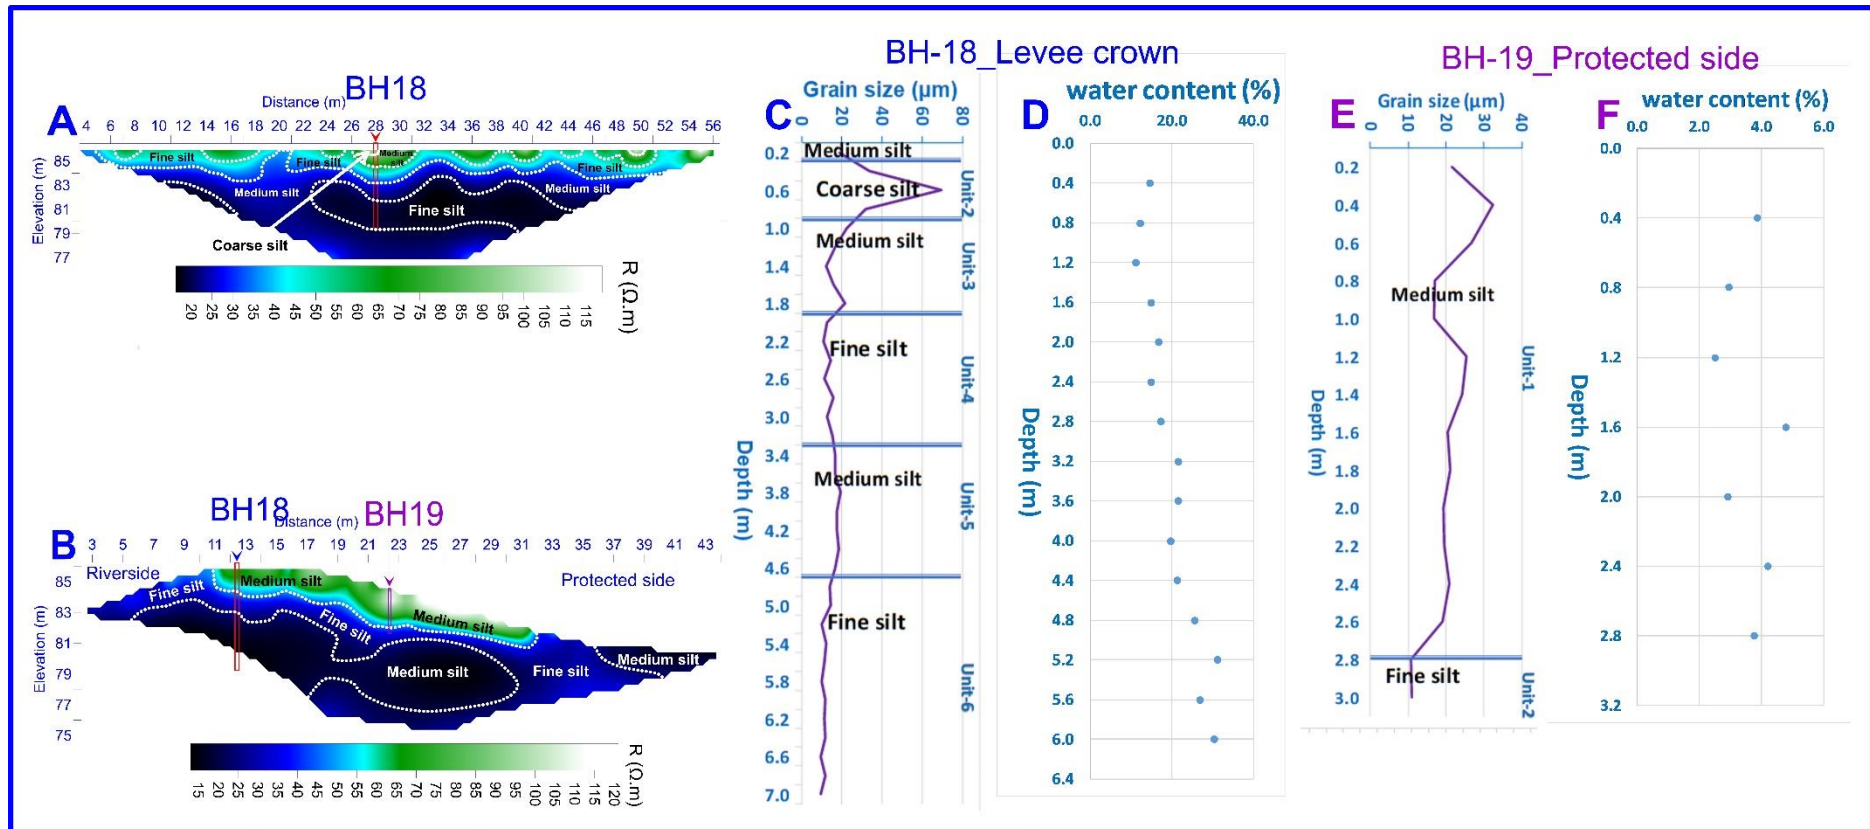 BH-18_Levee crown
BH-19_Protected side
A
BH18
Distance (m)
4 6 8 10 12 14 16 18 20 22 24 26 28 30 32 34 36 38 40 42 44 46 48 50 52 54 56
Elevation (m)
85
83
81
79
77
Fine silt
Fine silt
Medium silt
Fine silt
Medium silt
Medium silt
Fine silt
Coarse silt
20 25 30 35 40 45 50 55 60 65 70 75 80 85 90 95 100 105 110 115
R (Ω.m)
B
BH18
Distance (m)
BH19
3 5 7 9 11 13 15 17 19 21 23 25 27 29 31 33 35 37 39 41 43
Elevation (m)
85
83
81
79
77
75
Riverside
Protected side
Medium silt
Fine silt
Medium silt
Fine silt
Medium silt
Fine silt
Medium silt
15 20 25 30 35 40 45 50 55 60 65 70 75 80 85 90 95 100 105 110 120
R (Ω.m)
C
Grain size (µm)
0 20 40 60 80
Depth (m)
0.2
0.6
1.0
1.4
1.8
2.2
2.6
3.0
3.4
3.8
4.2
4.6
5.0
5.4
5.8
6.2
6.6
7.0
Medium silt
Coarse silt
Unit-2
Medium silt
Unit-3
Fine silt
Unit-4
Medium silt
Unit-5
Fine silt
Unit-6
D
water content (%)
0.0 20.0 40.0
Depth (m)
0.0
0.4
0.8
1.2
1.6
2.0
2.4
2.8
3.2
3.6
4.0
4.4
4.8
5.2
5.6
6.0
6.4
E
Grain size (µm)
0 10 20 30 40
Depth (m)
0.2
0.4
0.6
0.8
1.0
1.2
1.4
1.6
1.8
2.0
2.2
2.4
2.6
2.8
3.0
Medium silt
Unit-1
Fine silt
Unit-2
F
water content (%)
0.0 2.0 4.0 6.0
Depth (m)
0.0
0.4
0.8
1.2
1.6
2.0
2.4
2.8
3.2